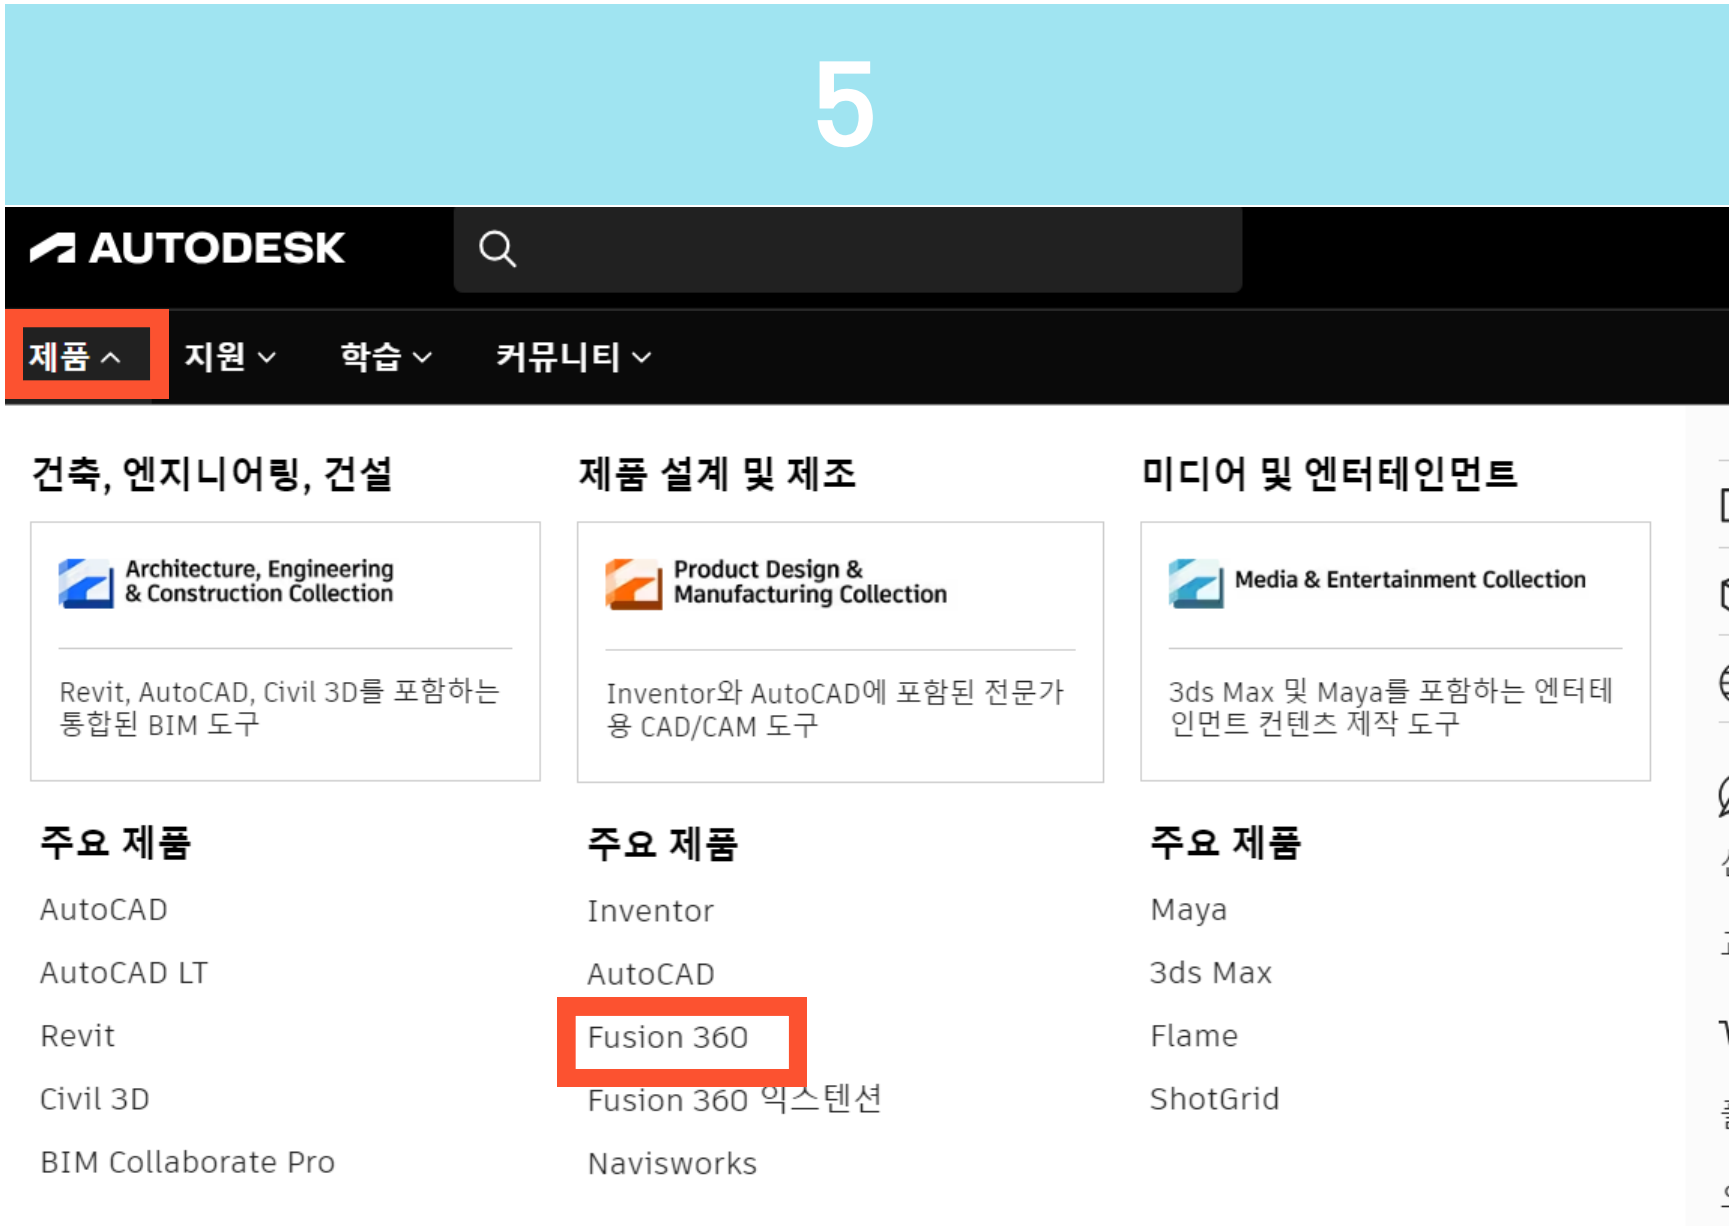 5
AUTODESK
제품
지원
학습
커뮤니티
건축, 엔지니어링, 건설
Architecture, Engineering
& Construction Collection
Revit, AutoCAD, Civil 3D를 포함하는
통합된 BIM 도구
주요 제품
AutoCAD
AutoCAD LT
Revit
Civil 3D
BIM Collaborate Pro
제품 설계 및 제조
Product Design &
Manufacturing Collection
Inventor와 AutoCAD에 포함된 전문가
용 CAD/CAM 도구
주요 제품
Inventor
AutoCAD
Fusion 360
Fusion 360 익스텐션
Navisworks
미디어 및 엔터테인먼트
Media & Entertainment Collection
3ds Max 및 Maya를 포함하는 엔터테
인먼트 컨텐츠 제작 도구
주요 제품
Maya
3ds Max
Flame
ShotGrid